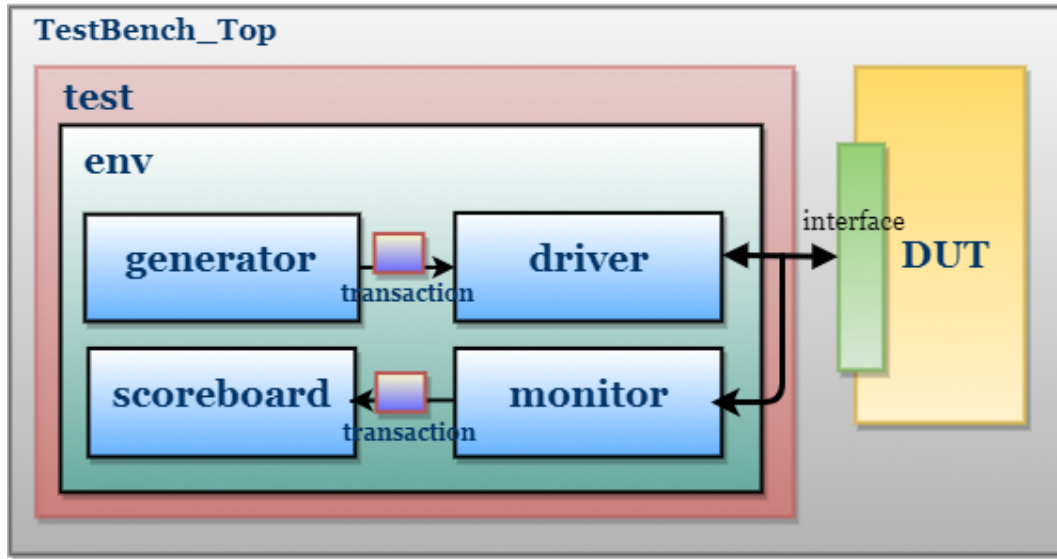 TestBench_Top
test
env
generator
transaction
driver
interface
DUT
scoreboard
transaction
monitor